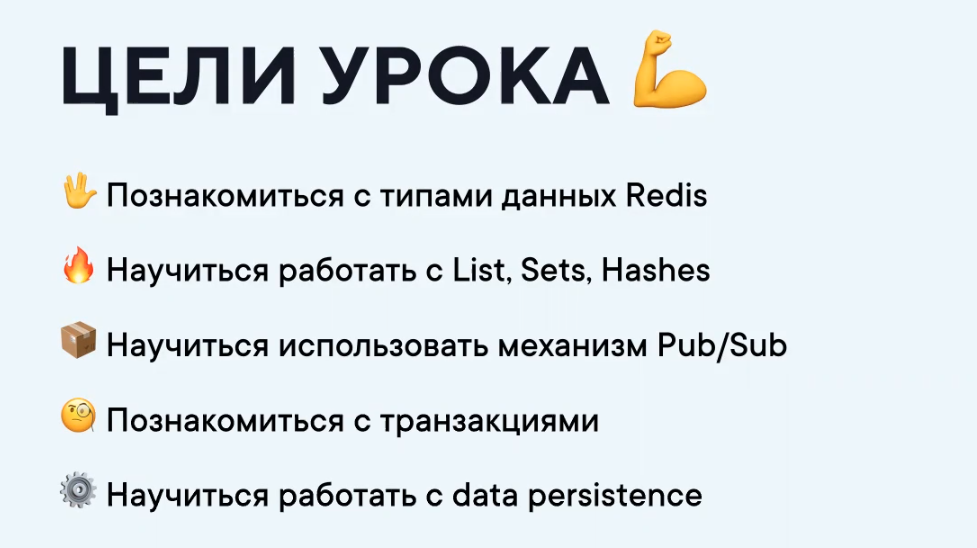 ЦЕЛИ УРОКА 💪
🖖 Познакомиться с типами данных Redis
🔥 Научиться работать с List, Sets, Hashes
📦 Научиться использовать механизм Pub/Sub
🧐 Познакомиться с транзакциями
⚙️ Научиться работать с data persistence